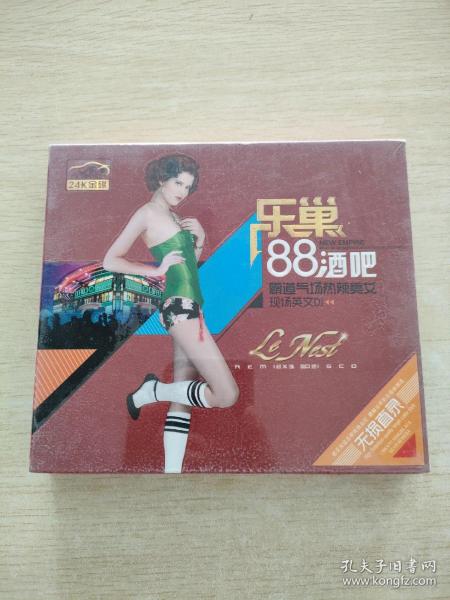 24K金碟
乐巢
NEW EMPIRE
88酒吧
霸道气场热辣美女
现场英文DJ
Le Nest
无损直录
孔夫子旧书网
www.kongfz.com